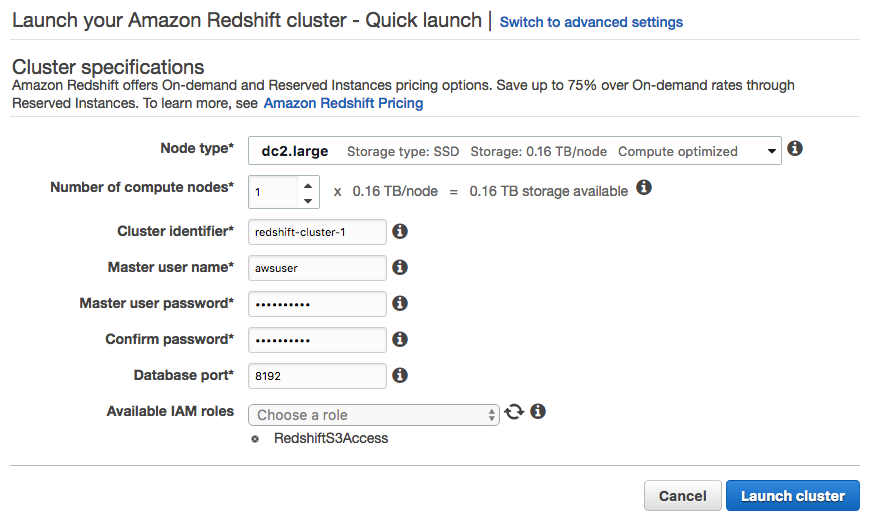 Launch your Amazon Redshift cluster - Quick launch | Switch to advanced settings
Cluster specifications
Amazon Redshift offers On-demand and Reserved Instances pricing options. Save up to 75% over On-demand rates through
Reserved Instances. To learn more, see Amazon Redshift Pricing
Node type* dc2.large Storage type: SSD Storage: 0.16 TB/node Compute optimized
Number of compute nodes* 1 x 0.16 TB/node = 0.16 TB storage available
Cluster identifier* redshift-cluster-1
Master user name* awsuser
Master user password* ••••••••••
Confirm password* ••••••••••
Database port* 8192
Available IAM roles Choose a role
RedshiftS3Access
Cancel Launch cluster